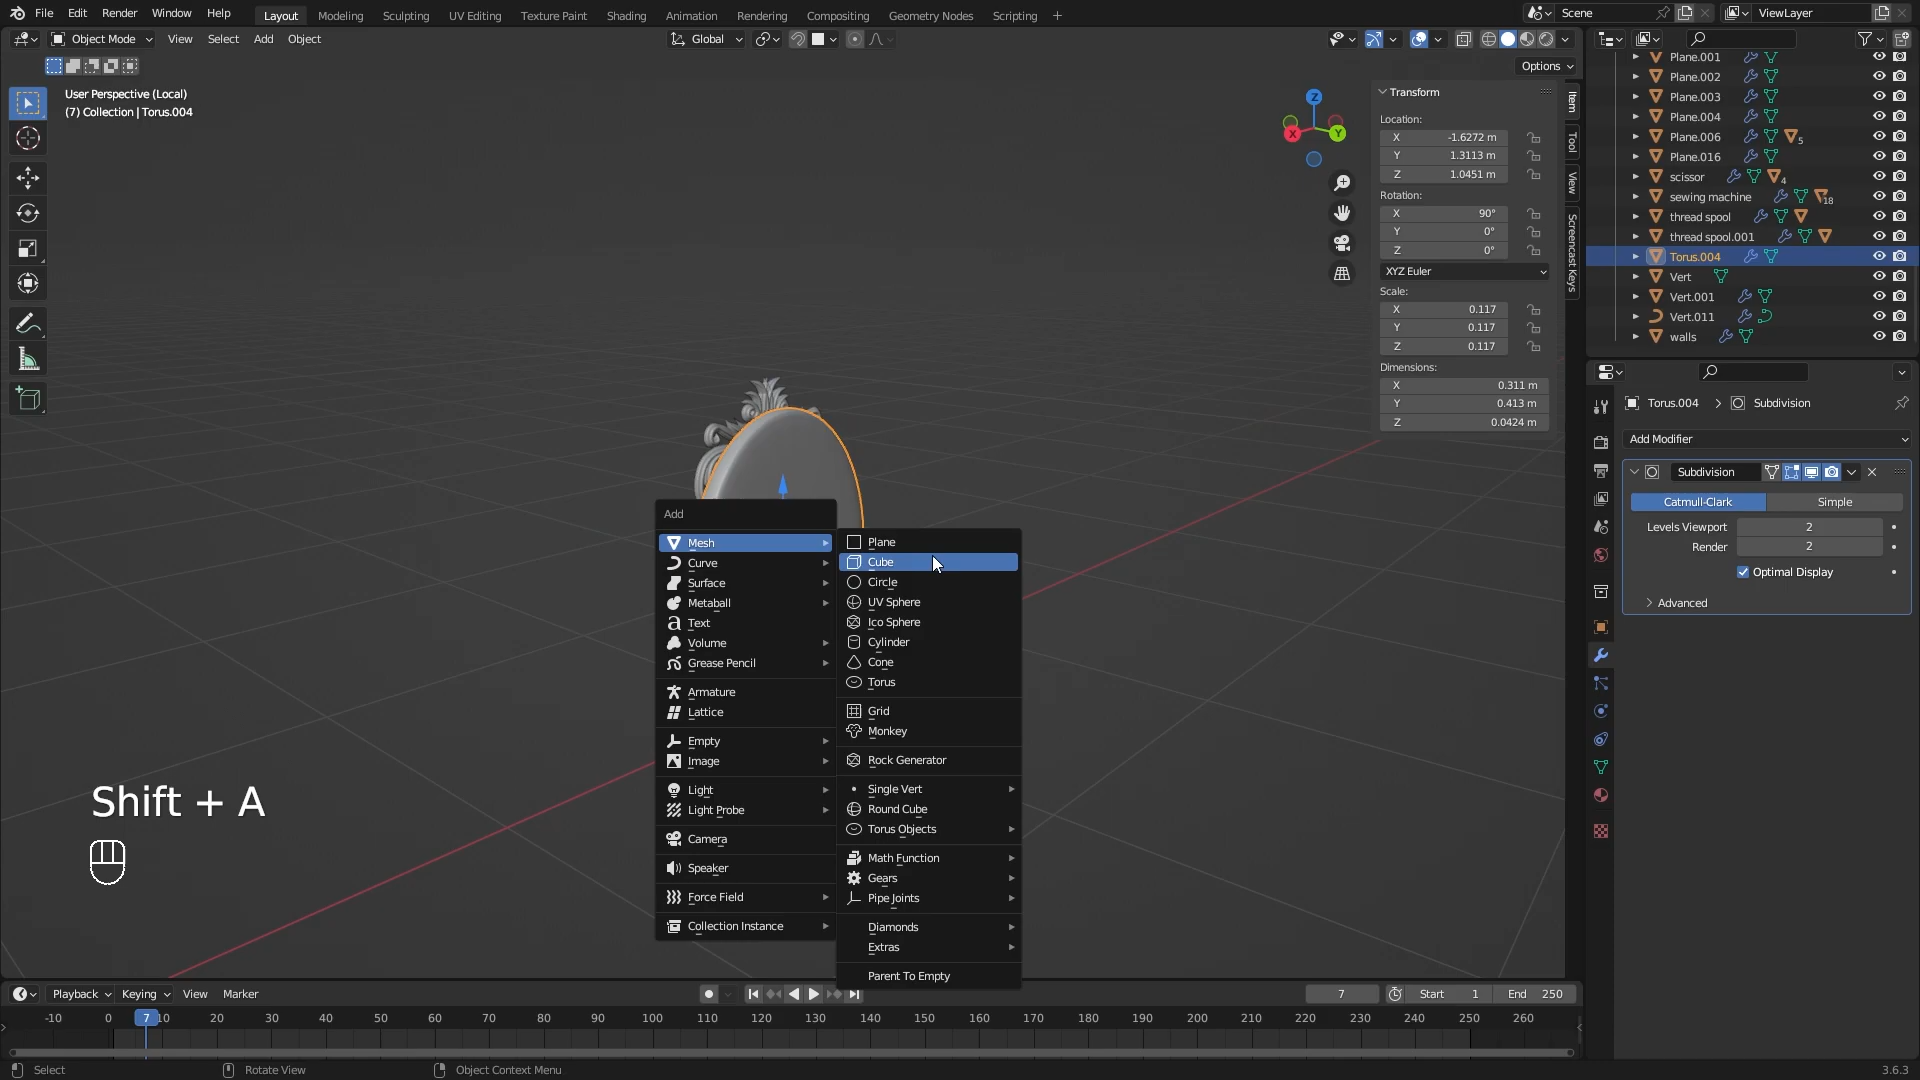 File Edit Render Window Help Layout Modeling Sculpting UV Editing Texture Paint Shading Animation Rendering Compositing Geometry Nodes Scripting + Scene ViewLayer
Object Mode View Select Add Object Global
Options
User Perspective (Local)
(7) Collection | Torus.004
Z
X
Y
Transform
Location:
X -1.6272 m
Y 1.3113 m
Z 1.0451 m
Rotation:
X 90°
Y 0°
Z 0°
XYZ Euler
Scale:
X 0.117
Y 0.117
Z 0.117
Dimensions:
X 0.311 m
Y 0.413 m
Z 0.0424 m
Item
Tool
View
Screencast Keys
Plane.001
Plane.002
Plane.003
Plane.004
Plane.006 5
Plane.016
scissor 4
sewing machine 18
thread spool
thread spool.001
Torus.004
Vert
Vert.001
Vert.011
walls
Torus.004 > Subdivision
Add Modifier
Subdivision
Catmull-Clark Simple
Levels Viewport 2
Render 2
Optimal Display
Advanced
Add
Mesh
Curve
Surface
Metaball
Text
Volume
Grease Pencil
Armature
Lattice
Empty
Image
Light
Light Probe
Camera
Speaker
Force Field
Collection Instance
Plane
Cube
Circle
UV Sphere
Ico Sphere
Cylinder
Cone
Torus
Grid
Monkey
Rock Generator
Single Vert
Round Cube
Torus Objects
Math Function
Gears
Pipe Joints
Diamonds
Extras
Parent To Empty
Shift + A
Playback Keying View Marker 7 Start 1 End 250
-10 0 7 10 20 30 40 50 60 70 80 90 100 110 120 130 140 150 160 170 180 190 200 210 220 230 240 250 260
Select Rotate View Object Context Menu 3.6.3